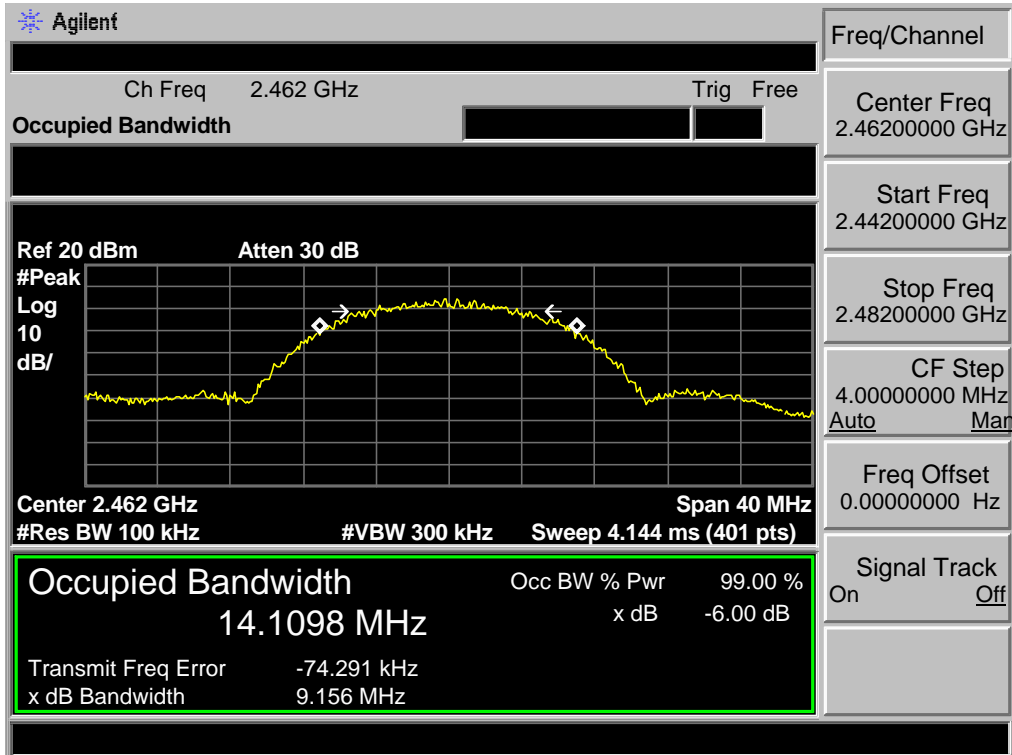 Agilent
Freq/Channel
Ch Freq 2.462 GHz Trig Free
Occupied Bandwidth
Center Freq
2.46200000 GHz
Start Freq
2.44200000 GHz
Stop Freq
2.48200000 GHz
CF Step
4.00000000 MHz
Auto Man
Freq Offset
0.00000000 Hz
Signal Track
On Off
Ref 20 dBm Atten 30 dB
#Peak
Log
10
dB/
Center 2.462 GHz Span 40 MHz
#Res BW 100 kHz #VBW 300 kHz Sweep 4.144 ms (401 pts)
Occupied Bandwidth Occ BW % Pwr 99.00 %
14.1098 MHz x dB -6.00 dB
Transmit Freq Error -74.291 kHz
x dB Bandwidth 9.156 MHz